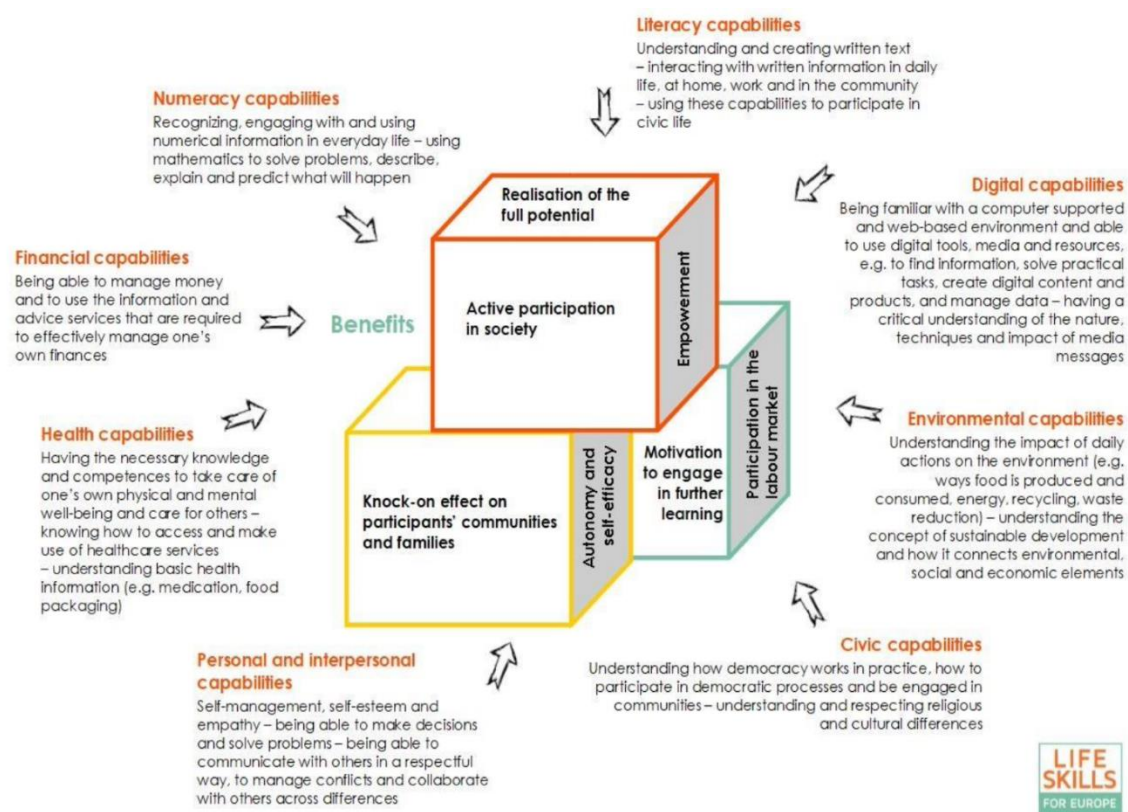 Literacy capabilities
Understanding and creating written text
– interacting with written information in daily
life, at home, work and in the community
– using these capabilities to participate in
civic life
Numeracy capabilities
Recognizing, engaging with and using
numerical information in everyday life – using
mathematics to solve problems, describe,
explain and predict what will happen
Digital capabilities
Being familiar with a computer supported
and web-based environment and able
to use digital tools, media and resources,
e.g. to find information, solve practical
tasks, create digital content and
products, and manage data – having a
critical understanding of the nature,
techniques and impact of media
messages
Financial capabilities
Being able to manage money
and to use the information and
advice services that are required
to effectively manage one's
own finances
Benefits
Realisation of the
full potential
Active participation
in society
Empowerment
Knock-on effect on
participants' communities
and families
Autonomy and
self-efficacy
Motivation
to engage
in further
learning
Participation in the
labour market
Health capabilities
Having the necessary knowledge
and competences to take care of
one's own physical and mental
well-being and care for others –
knowing how to access and make
use of healthcare services
– understanding basic health
information (e.g. medication, food
packaging)
Environmental capabilities
Understanding the impact of daily
actions on the environment (e.g.
ways food is produced and
consumed, energy, recycling, waste
reduction) – understanding the
concept of sustainable development
and how it connects environmental,
social and economic elements
Personal and interpersonal
capabilities
Self-management, self-esteem and
empathy – being able to make decisions
and solve problems – being able to
communicate with others in a respectful
way, to manage conflicts and collaborate
with others across differences
Civic capabilities
Understanding how democracy works in practice, how to
participate in democratic processes and be engaged in
communities – understanding and respecting religious
and cultural differences
LIFE
SKILLS
FOR EUROPE